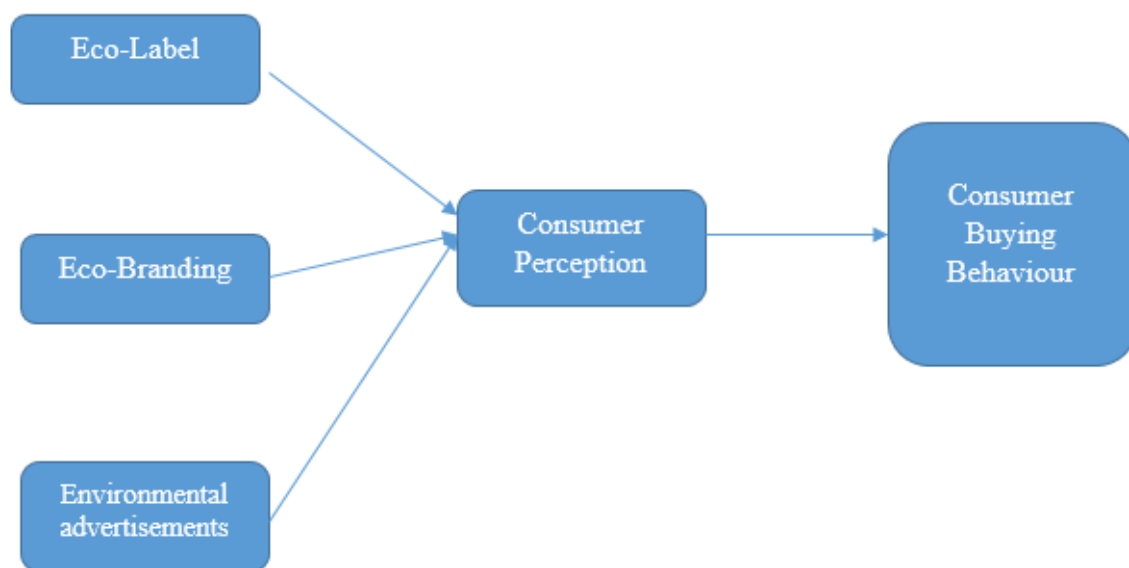 Eco-Label
Eco-Branding
Environmental
advertisements
Consumer
Perception
Consumer
Buying
Behaviour